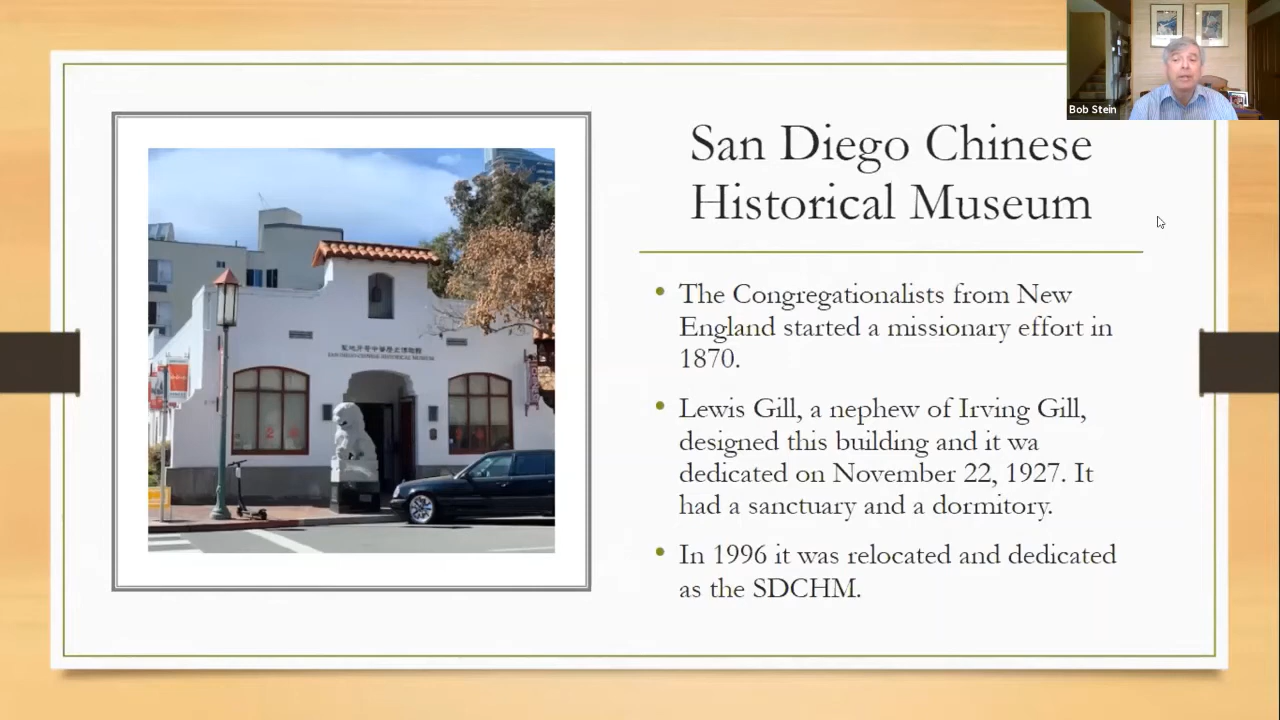 Bob Stein
San Diego Chinese
Historical Museum
The Congregationalists from New
England started a missionary effort in
1870.
Lewis Gill, a nephew of Irving Gill,
designed this building and it wa
dedicated on November 22, 1927. It
had a sanctuary and a dormitory.
In 1996 it was relocated and dedicated
as the SDCHM.
SAN DIEGO CHINESE HISTORICAL MUSEUM